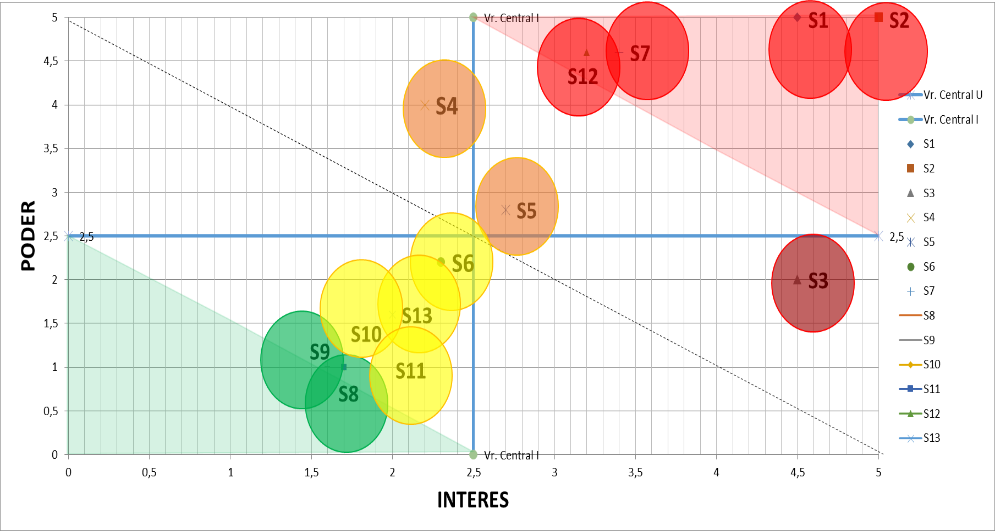 5
4,5
4
3,5
3
2,5
2
1,5
1
0,5
0
PODER
0
0,5
1
1,5
2
2,5
3
3,5
4
4,5
5
INTERES
Vr. Central I
2,5
2,5
Vr. Central I
S1
S2
S7
S12
S4
S5
S6
S3
S13
S10
S9
S11
S8
Vr. Central U
Vr. Central I
S1
S2
S3
S4
S5
S6
S7
S8
S9
S10
S11
S12
S13